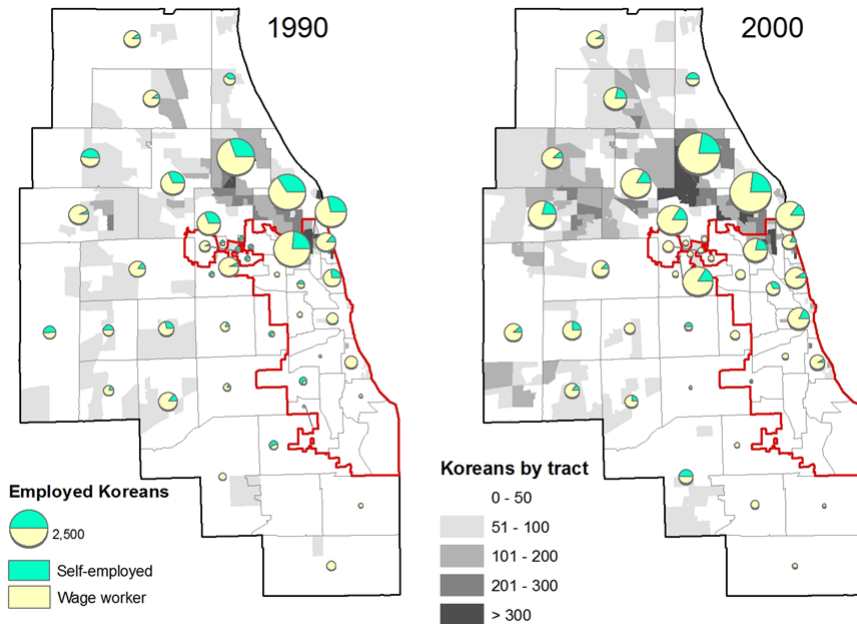 1990
2000
Employed Koreans
2,500
Self-employed
Wage worker
Koreans by tract
0 - 50
51 - 100
101 - 200
201 - 300
> 300